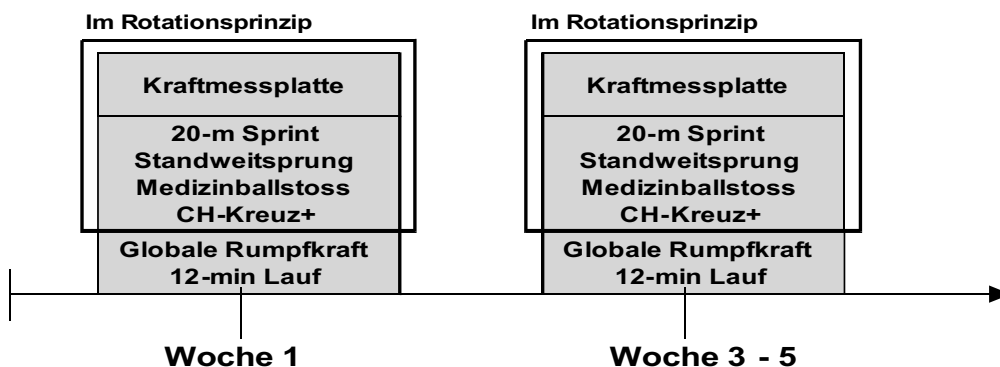 Im Rotationsprinzip
Kraftmessplatte
20-m Sprint
Standweitsprung
Medizinballstoss
CH-Kreuz+
Globale Rumpfkraft
12-min Lauf
Woche 1
Im Rotationsprinzip
Kraftmessplatte
20-m Sprint
Standweitsprung
Medizinballstoss
CH-Kreuz+
Globale Rumpfkraft
12-min Lauf
Woche 3 - 5